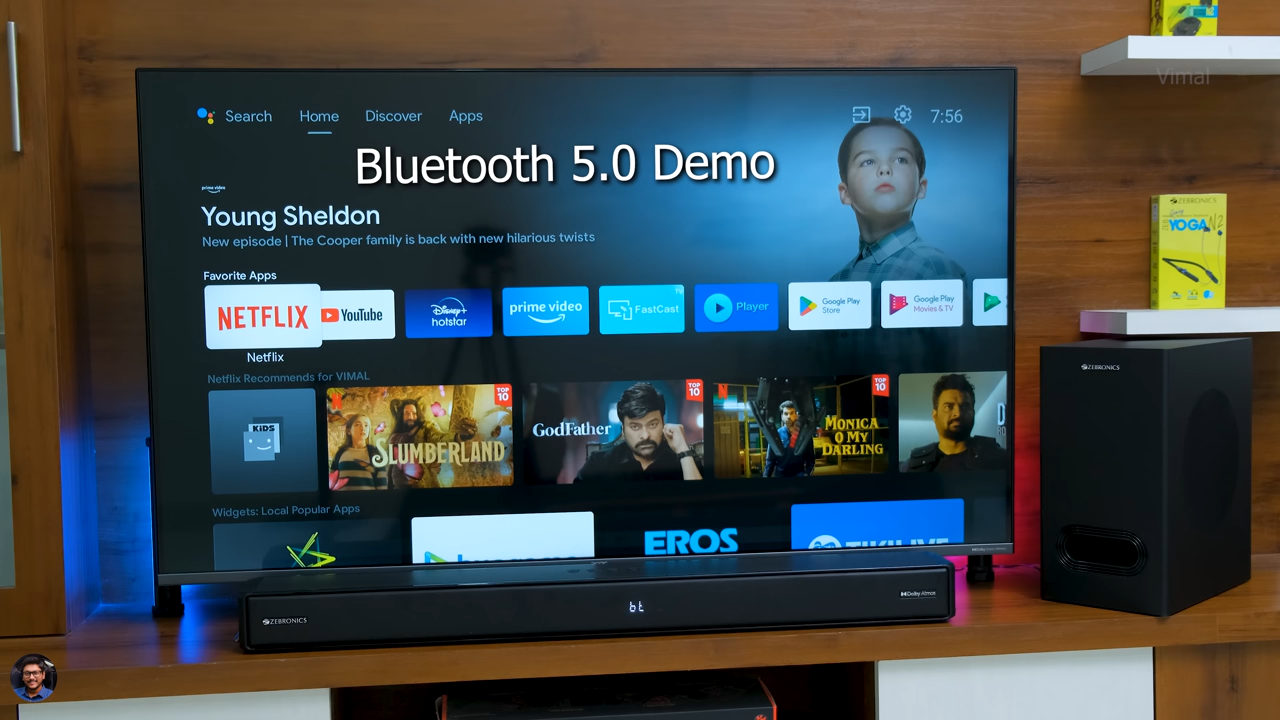 Vimal
Search Home Discover Apps 7:56
Bluetooth 5.0 Demo
prime video
Young Sheldon
New episode | The Cooper family is back with new hilarious twists
Favorite Apps
NETFLIX
YouTube
Disney+
hotstar
prime video
FastCast
Player
Google Play
Store
Google Play
Movies & TV
Netflix
Netflix Recommends for VIMAL
KiDS
SLUMBERLAND
TOP
10
GODFATHER
TOP
10
MONICA
O MY
DARLING
TOP
10
D
Widgets: Local Popular Apps
EROS
TIKILIVE
ZEBRONICS
bt
Dolby Atmos
ZEBRONICS
YOGA N2
ZEBRONICS